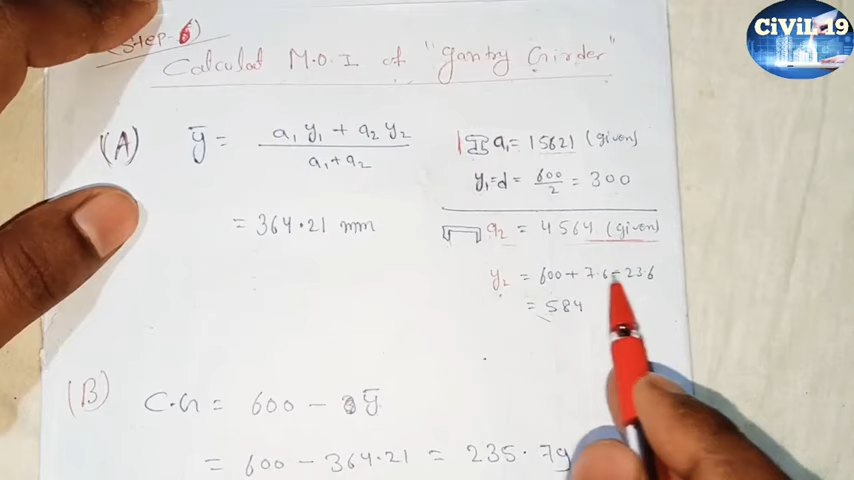 CiViL 19
(Step-6)
Calculad M.O.I of "gantry Girder"
(A) ȳ = a₁y₁ + a₂y₂ / a₁+a₂
a₁ = 15621 (given)
y₁=d = 600/2 = 300
= 364.21 mm
a₂ = 4564 (given)
y₂ = 600 + 7.6 - 23.6
= 584
(B) C.G = 600 - ȳ
= 600 - 364.21 = 235.79